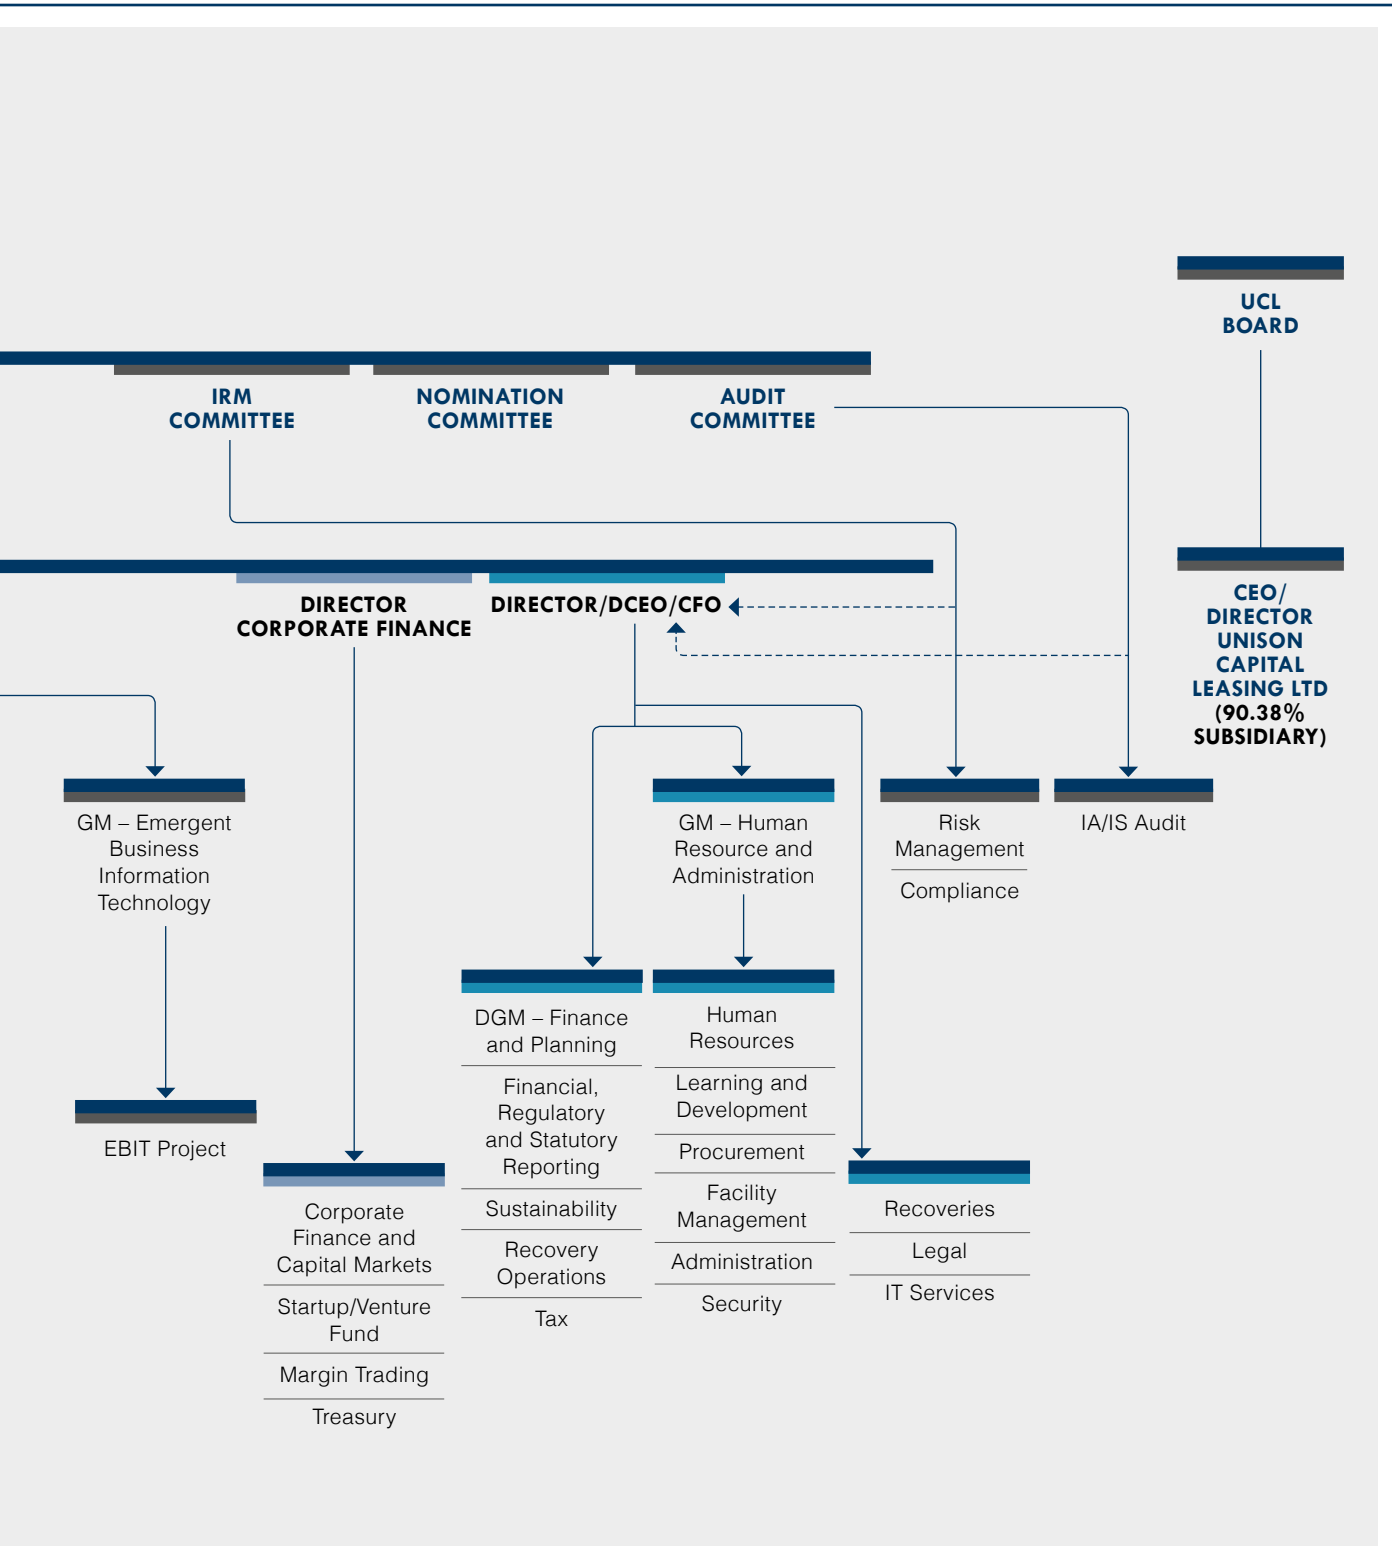 UCL
BOARD
IRM
COMMITTEE
NOMINATION
COMMITTEE
AUDIT
COMMITTEE
DIRECTOR
CORPORATE FINANCE
DIRECTOR/DCEO/CFO
CEO/
DIRECTOR
UNISON
CAPITAL
LEASING LTD
(90.38%
SUBSIDIARY)
GM – Emergent
Business
Information
Technology
GM – Human
Resource and
Administration
Risk
Management
Compliance
IA/IS Audit
EBIT Project
Corporate
Finance and
Capital Markets
Startup/Venture
Fund
Margin Trading
Treasury
DGM – Finance
and Planning
Financial,
Regulatory
and Statutory
Reporting
Sustainability
Recovery
Operations
Tax
Human
Resources
Learning and
Development
Procurement
Facility
Management
Administration
Security
Recoveries
Legal
IT Services